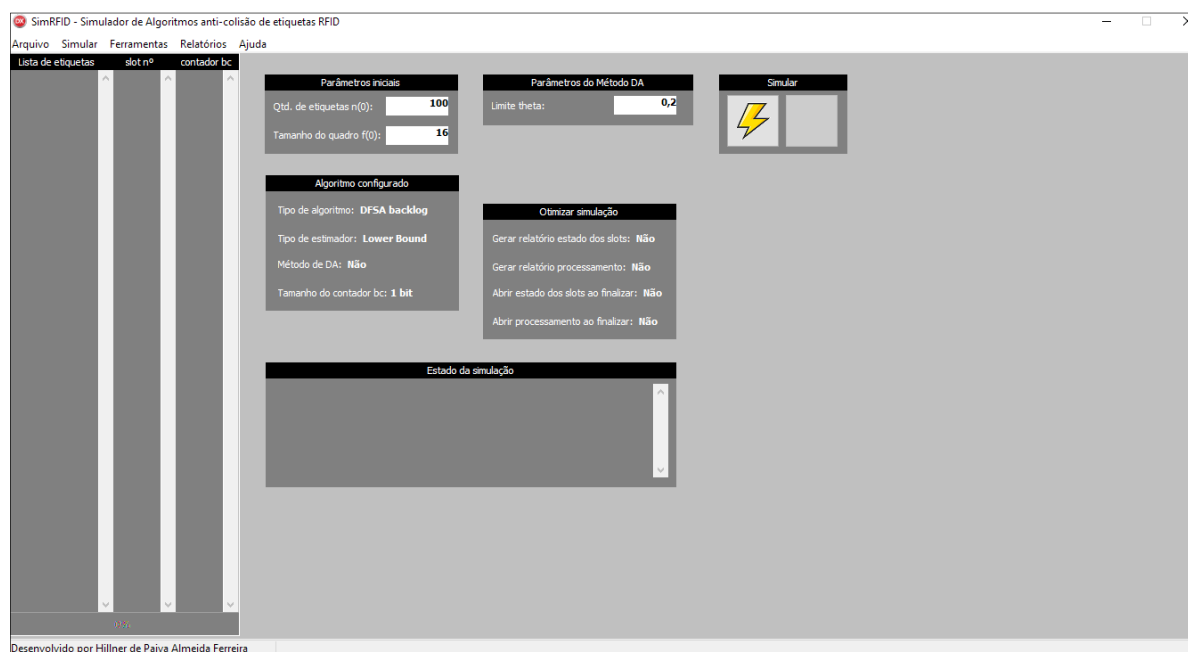 SimRFID - Simulador de Algoritmos anti-colisão de etiquetas RFID
Arquivo Simular Ferramentas Relatórios Ajuda
Lista de etiquetas slot nº contador bc
Parâmetros iniciais
Qtd. de etiquetas n(0): 100
Tamanho do quadro f(0): 16
Parâmetros do Método DA
Limite theta: 0,2
Simular
Algoritmo configurado
Tipo de algoritmo: DFSA backlog
Tipo de estimador: Lower Bound
Método de DA: Não
Tamanho do contador bc: 1 bit
Otimizar simulação
Gerar relatório estado dos slots: Não
Gerar relatório processamento: Não
Abrir estado dos slots ao finalizar: Não
Abrir processamento ao finalizar: Não
Estado da simulação
Desenvolvido por Hillner de Paiva Almeida Ferreira